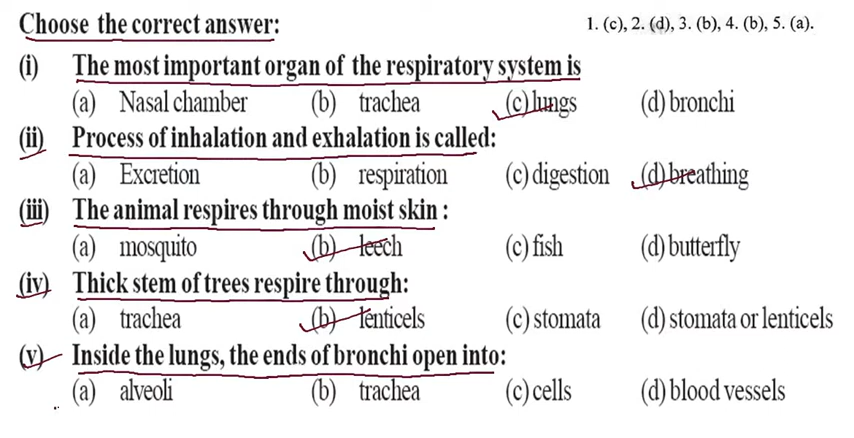 Choose the correct answer: 1. (c), 2. (d), 3. (b), 4. (b), 5. (a).
(i) The most important organ of the respiratory system is
(a) Nasal chamber (b) trachea (c) lungs (d) bronchi
(ii) Process of inhalation and exhalation is called:
(a) Excretion (b) respiration (c) digestion (d) breathing
(iii) The animal respires through moist skin :
(a) mosquito (b) leech (c) fish (d) butterfly
(iv) Thick stem of trees respire through:
(a) trachea (b) lenticels (c) stomata (d) stomata or lenticels
(v) Inside the lungs, the ends of bronchi open into:
(a) alveoli (b) trachea (c) cells (d) blood vessels